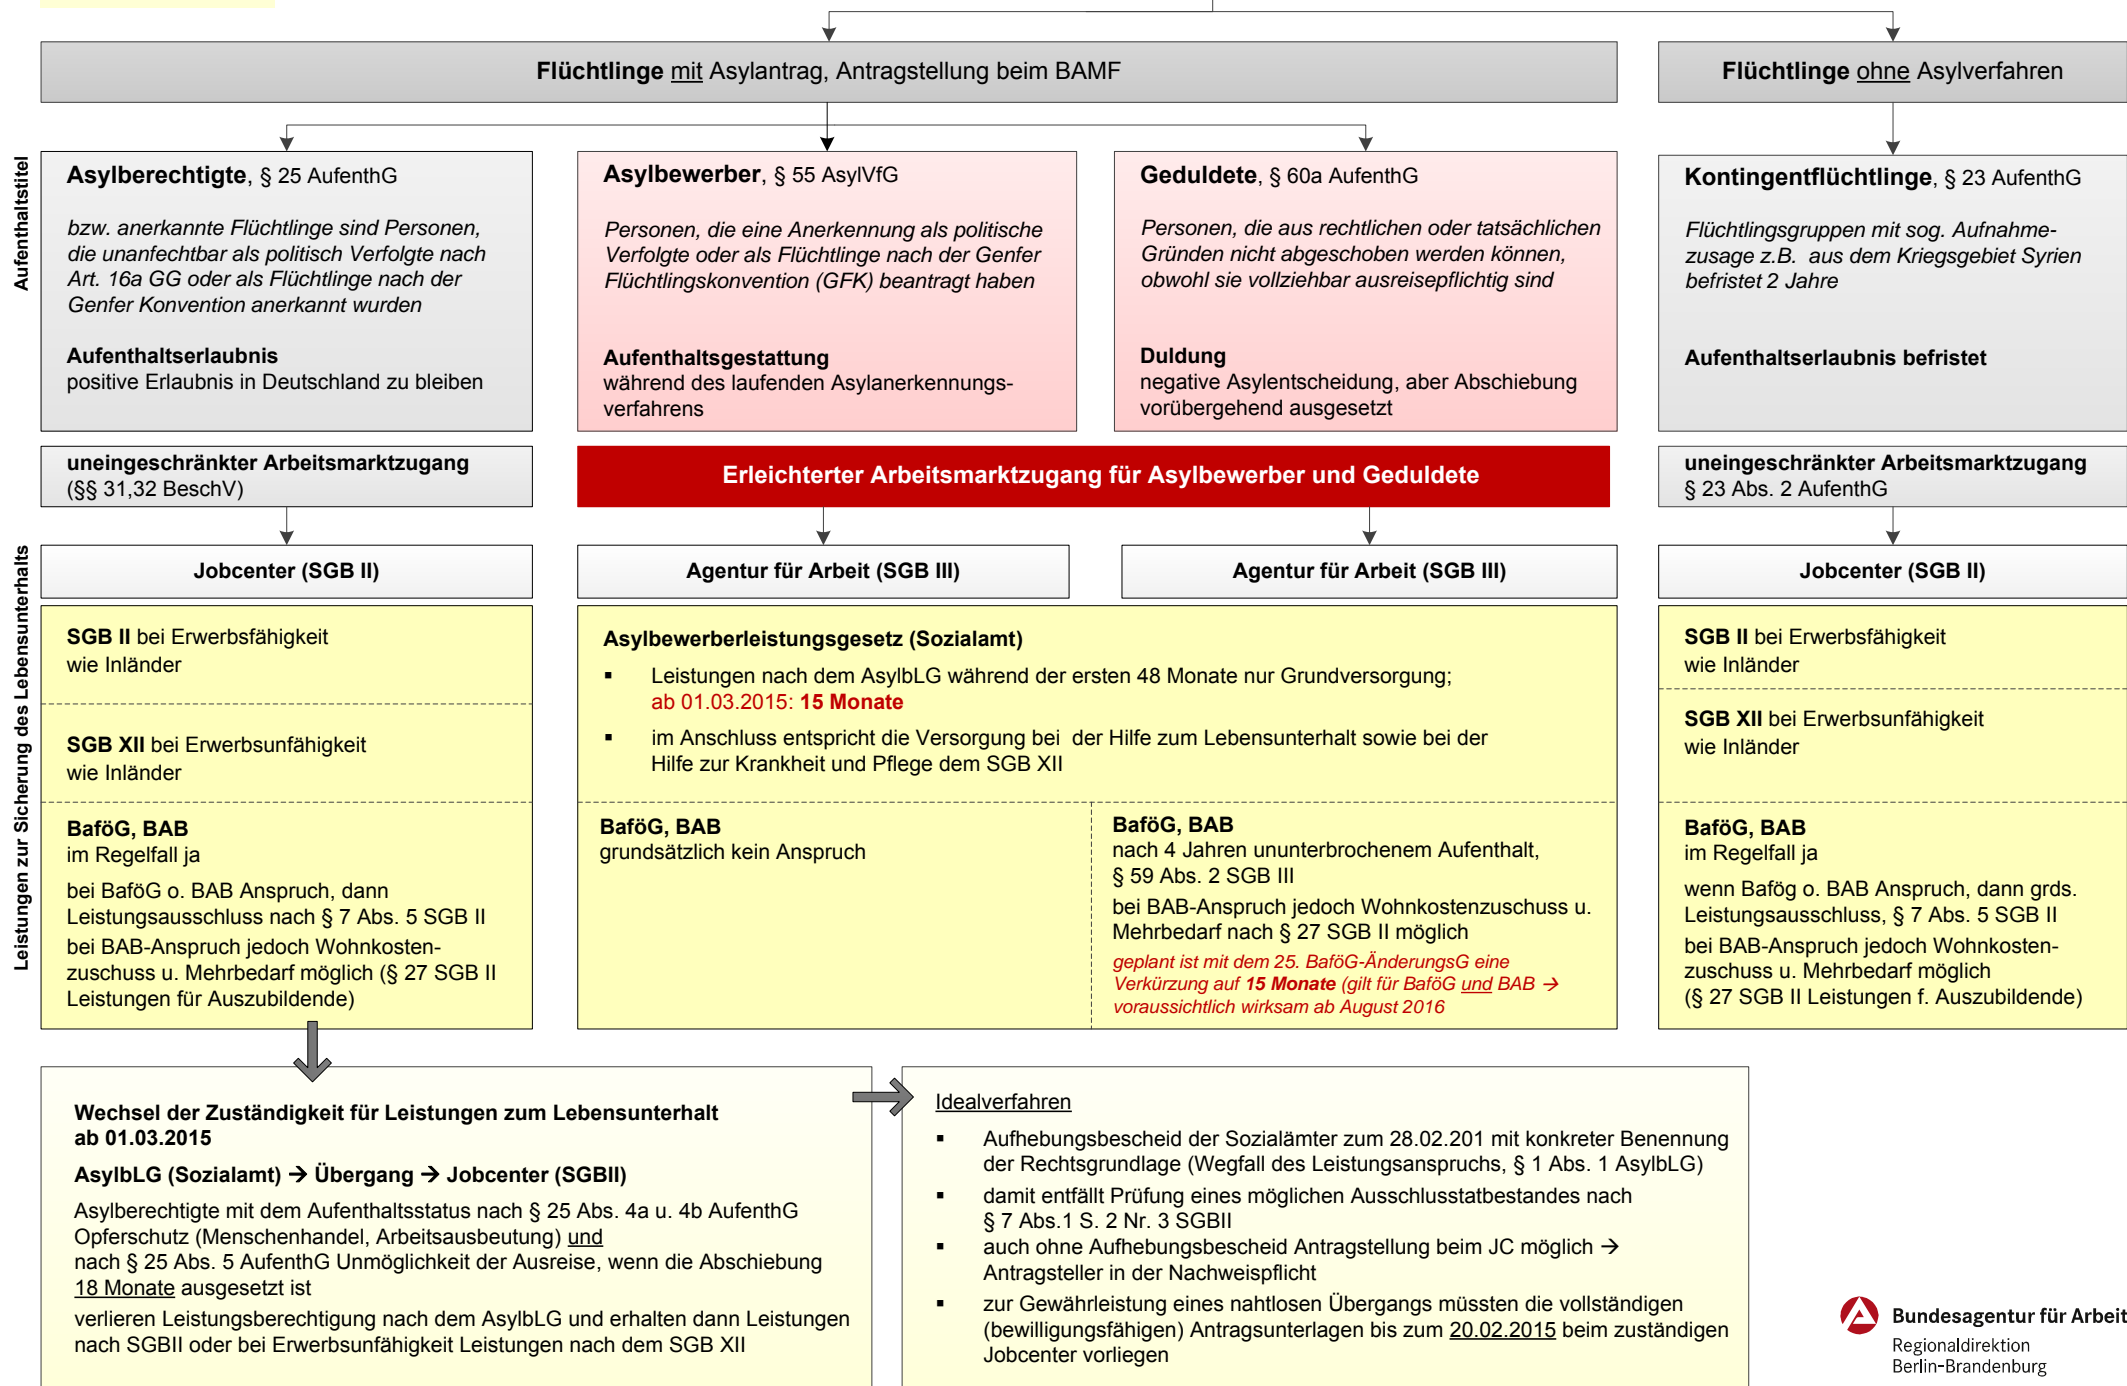 Flüchtlinge mit Asylantrag, Antragstellung beim BAMF
Flüchtlinge ohne Asylverfahren
Aufenthaltstitel
Asylberechtigte, § 25 AufenthG
bzw. anerkannte Flüchtlinge sind Personen,
die unanfechtbar als politisch Verfolgte nach
Art. 16a GG oder als Flüchtlinge nach der
Genfer Konvention anerkannt wurden
Aufenthaltserlaubnis
positive Erlaubnis in Deutschland zu bleiben
Asylbewerber, § 55 AsylVfG
Personen, die eine Anerkennung als politische
Verfolgte oder als Flüchtlinge nach der Genfer
Flüchtlingskonvention (GFK) beantragt haben
Aufenthaltsgestattung
während des laufenden Asylanerkennungs-
verfahrens
Geduldete, § 60a AufenthG
Personen, die aus rechtlichen oder tatsächlichen
Gründen nicht abgeschoben werden können,
obwohl sie vollziehbar ausreisepflichtig sind
Duldung
negative Asylentscheidung, aber Abschiebung
vorübergehend ausgesetzt
Kontingentflüchtlinge, § 23 AufenthG
Flüchtlingsgruppen mit sog. Aufnahme-
zusage z.B. aus dem Kriegsgebiet Syrien
befristet 2 Jahre
Aufenthaltserlaubnis befristet
uneingeschränkter Arbeitsmarktzugang
(§§ 31,32 BeschV)
Erleichterter Arbeitsmarktzugang für Asylbewerber und Geduldete
uneingeschränkter Arbeitsmarktzugang
§ 23 Abs. 2 AufenthG
Leistungen zur Sicherung des Lebensunterhalts
Jobcenter (SGB II)
Agentur für Arbeit (SGB III)
Agentur für Arbeit (SGB III)
Jobcenter (SGB II)
SGB II bei Erwerbsfähigkeit
wie Inländer
SGB XII bei Erwerbsunfähigkeit
wie Inländer
BaföG, BAB
im Regelfall ja
bei BaföG o. BAB Anspruch, dann
Leistungsausschluss nach § 7 Abs. 5 SGB II
bei BAB-Anspruch jedoch Wohnkosten-
zuschuss u. Mehrbedarf möglich (§ 27 SGB II
Leistungen für Auszubildende)
Asylbewerberleistungsgesetz (Sozialamt)
▪ Leistungen nach dem AsylbLG während der ersten 48 Monate nur Grundversorgung;
ab 01.03.2015: 15 Monate
▪ im Anschluss entspricht die Versorgung bei der Hilfe zum Lebensunterhalt sowie bei der
Hilfe zur Krankheit und Pflege dem SGB XII
BaföG, BAB
grundsätzlich kein Anspruch
BaföG, BAB
nach 4 Jahren ununterbrochenem Aufenthalt,
§ 59 Abs. 2 SGB III
bei BAB-Anspruch jedoch Wohnkostenzuschuss u.
Mehrbedarf nach § 27 SGB II möglich
geplant ist mit dem 25. BaföG-ÄnderungsG eine
Verkürzung auf 15 Monate (gilt für BaföG und BAB →
voraussichtlich wirksam ab August 2016
SGB II bei Erwerbsfähigkeit
wie Inländer
SGB XII bei Erwerbsunfähigkeit
wie Inländer
BaföG, BAB
im Regelfall ja
wenn Bafög o. BAB Anspruch, dann grds.
Leistungsausschluss, § 7 Abs. 5 SGB II
bei BAB-Anspruch jedoch Wohnkosten-
zuschuss u. Mehrbedarf möglich
(§ 27 SGB II Leistungen f. Auszubildende)
Wechsel der Zuständigkeit für Leistungen zum Lebensunterhalt
ab 01.03.2015
AsylbLG (Sozialamt) → Übergang → Jobcenter (SGBII)
Asylberechtigte mit dem Aufenthaltsstatus nach § 25 Abs. 4a u. 4b AufenthG
Opferschutz (Menschenhandel, Arbeitsausbeutung) und
nach § 25 Abs. 5 AufenthG Unmöglichkeit der Ausreise, wenn die Abschiebung
18 Monate ausgesetzt ist
verlieren Leistungsberechtigung nach dem AsylbLG und erhalten dann Leistungen
nach SGBII oder bei Erwerbsunfähigkeit Leistungen nach dem SGB XII
Idealverfahren
▪ Aufhebungsbescheid der Sozialämter zum 28.02.201 mit konkreter Benennung
der Rechtsgrundlage (Wegfall des Leistungsanspruchs, § 1 Abs. 1 AsylbLG)
▪ damit entfällt Prüfung eines möglichen Ausschlusstatbestandes nach
§ 7 Abs.1 S. 2 Nr. 3 SGBII
▪ auch ohne Aufhebungsbescheid Antragstellung beim JC möglich →
Antragsteller in der Nachweispflicht
▪ zur Gewährleistung eines nahtlosen Übergangs müssten die vollständigen
(bewilligungsfähigen) Antragsunterlagen bis zum 20.02.2015 beim zuständigen
Jobcenter vorliegen
Bundesagentur für Arbeit
Regionaldirektion
Berlin-Brandenburg